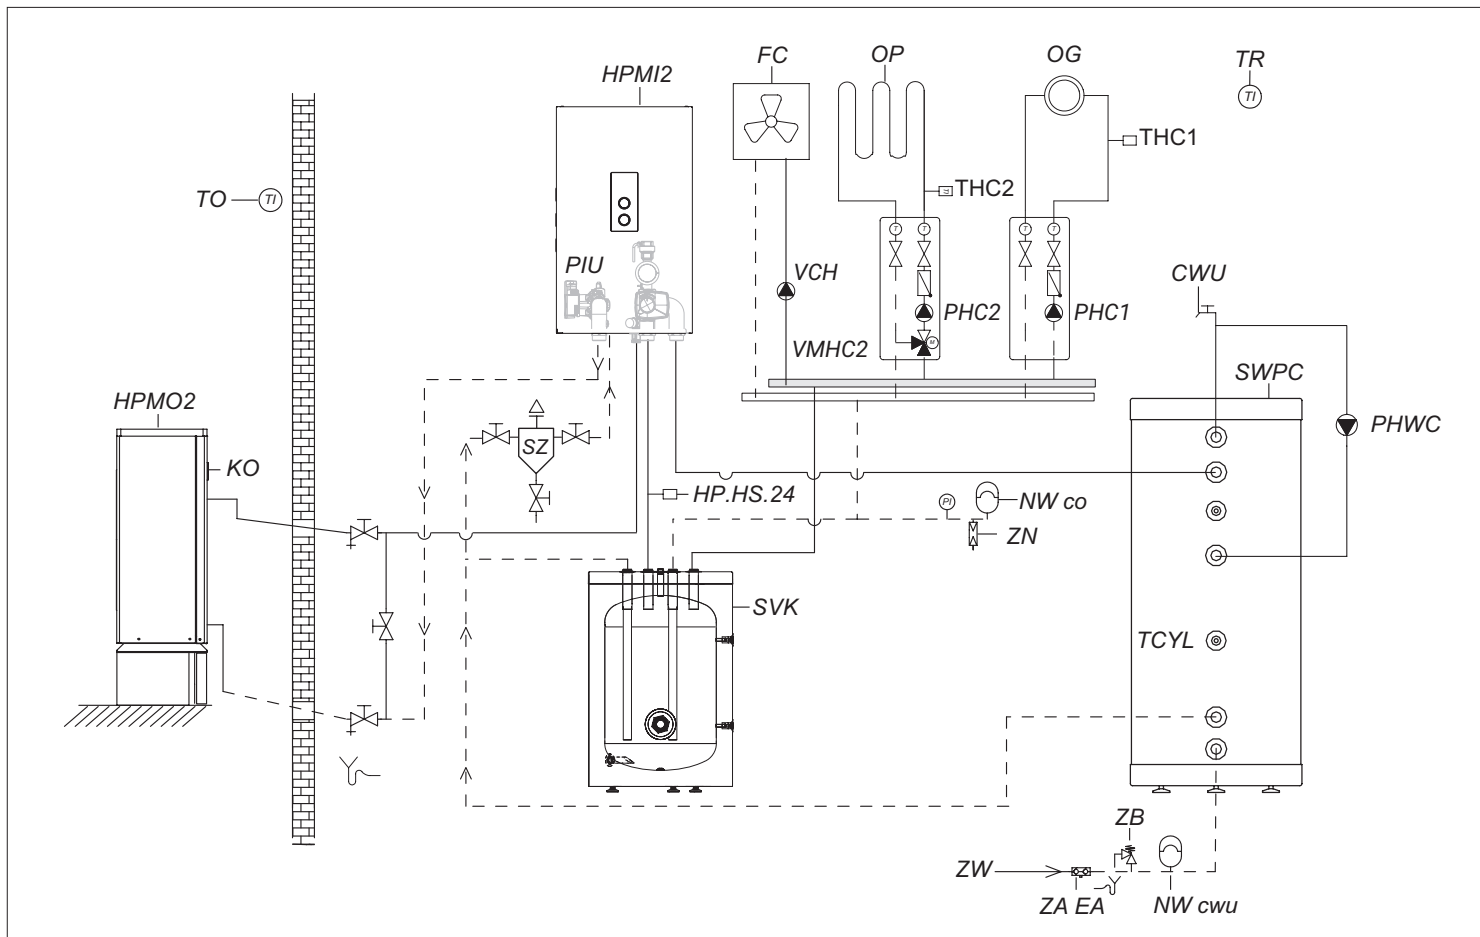 FC
OP
OG
TR
HPMI2
TI
THC1
TO
TI
TI
THC2
T
T
T
T
PIU
VCH
CWU
PHC2
PHC1
VMHC2
M
SWPC
HPMO2
PHWC
SZ
KO
HP.HS.24
PI
NW co
ZN
SVK
TCYL
ZB
ZW
ZA EA
NW cwu